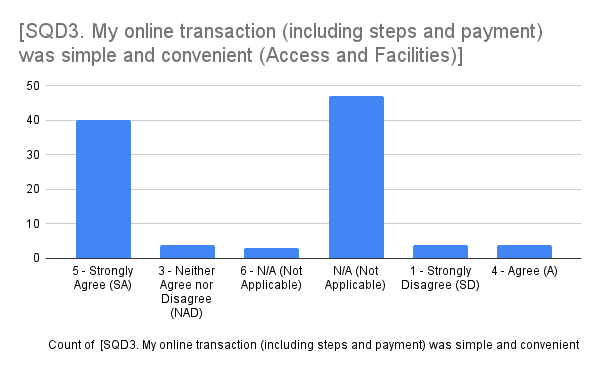 [SQD3. My online transaction (including steps and payment)
was simple and convenient (Access and Facilities)]
50
40
30
20
10
0
5 - Strongly
Agree (SA)
3 - Neither
Agree nor
Disagree
(NAD)
6 - N/A (Not
Applicable)
N/A (Not
Applicable)
1 - Strongly
Disagree (SD)
4 - Agree (A)
Count of [SQD3. My online transaction (including steps and payment) was simple and convenient